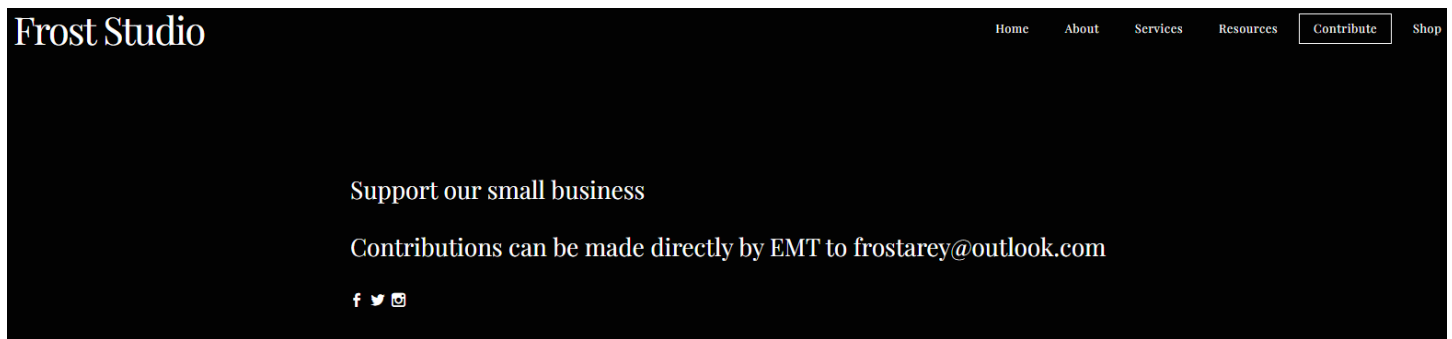 Frost Studio
Home About Services Resources Contribute Shop
Support our small business
Contributions can be made directly by EMT to frostarey@outlook.com